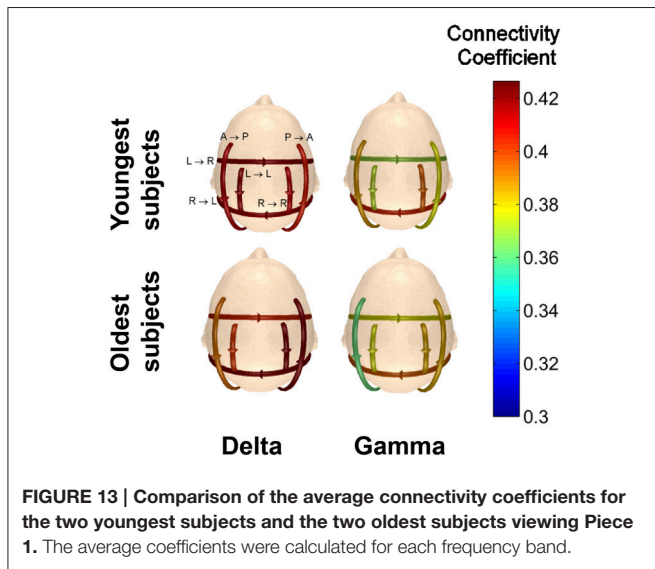 Connectivity
Coefficient
Youngest
subjects
A → P
P → A
L → R
L → L
R → L
R → R
Oldest
subjects
0.42
0.4
0.38
0.36
0.34
0.32
0.3
Delta
Gamma
FIGURE 13 | Comparison of the average connectivity coefficients for
the two youngest subjects and the two oldest subjects viewing Piece
1. The average coefficients were calculated for each frequency band.